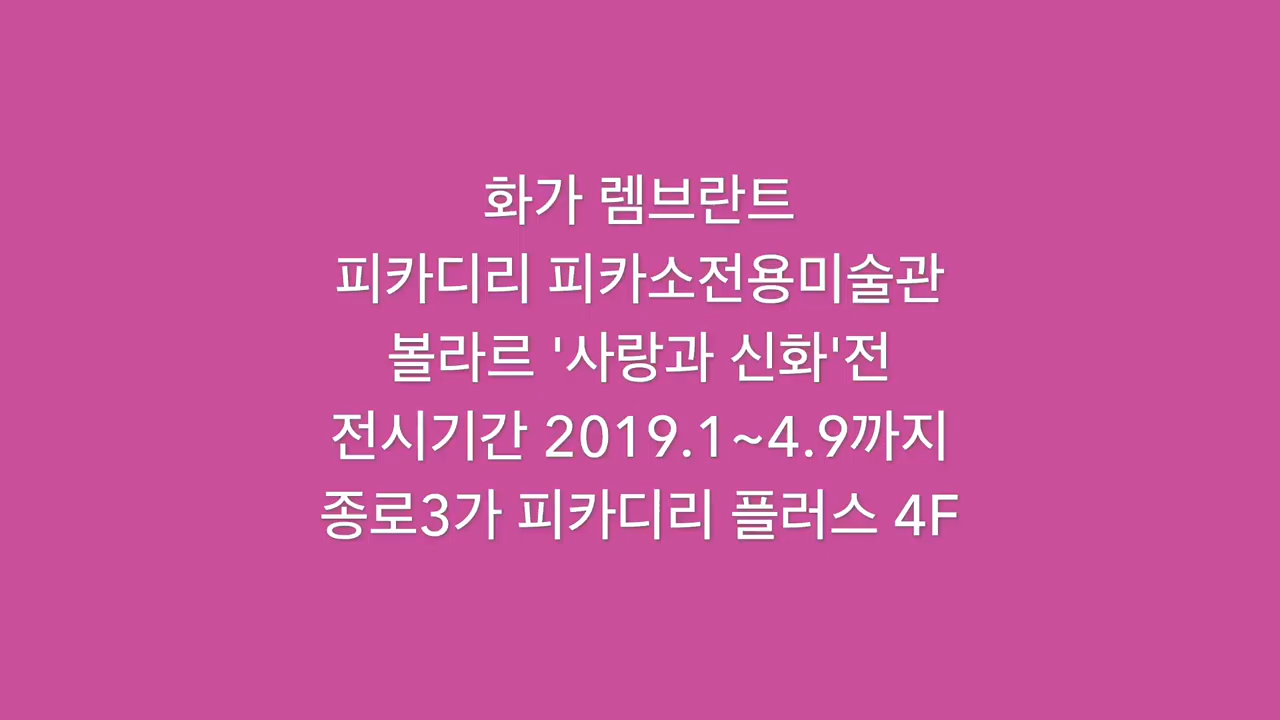 화가 렘브란트
피카디리 피카소전용미술관
볼라르 '사랑과 신화'전
전시기간 2019.1~4.9까지
종로3가 피카디리 플러스 4F